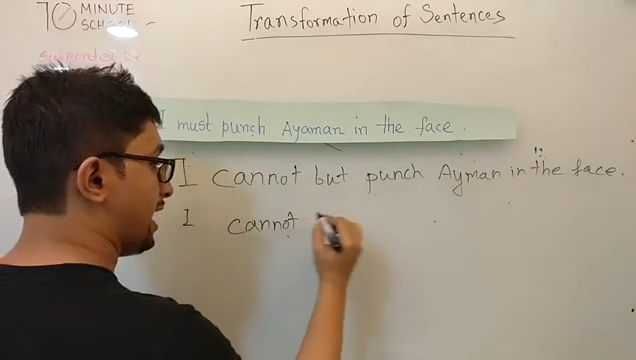 10 MINUTE SCHOOL
Transformation of Sentences
I must punch Ayaman in the face.
I cannot but punch Ayman in the face.
I cannot